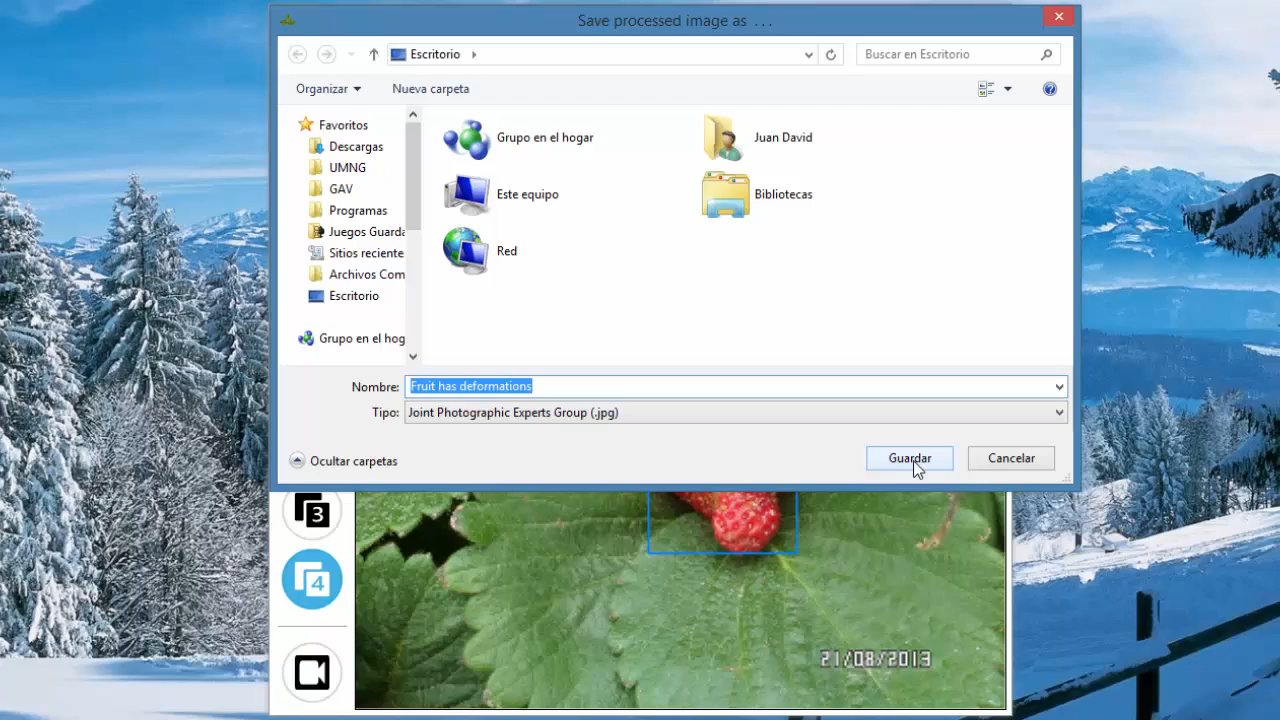 Save processed image as ...
Escritorio
Buscar en Escritorio
Organizar
Nueva carpeta
Favoritos
Descargas
UMNG
GAV
Programas
Juegos Guarda
Sitios reciente
Archivos Com
Escritorio
Grupo en el hog
Grupo en el hogar
Juan David
Este equipo
Bibliotecas
Red
Nombre: Fruit has deformations
Tipo: Joint Photographic Experts Group (.jpg)
Ocultar carpetas
Guardar
Cancelar
3
4
21/08/2013